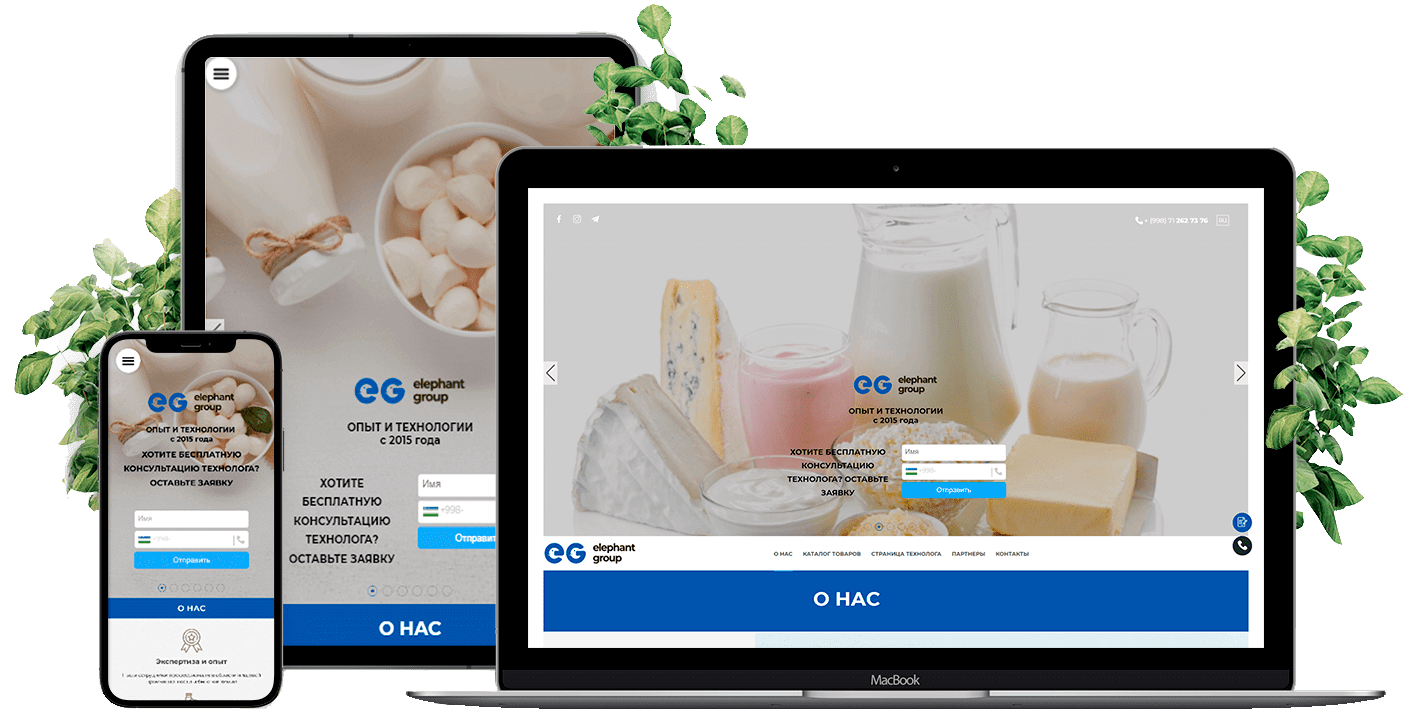 elephant
group
ОПЫТ И ТЕХНОЛОГИИ
с 2015 года
ХОТИТЕ
БЕСПЛАТНУЮ
КОНСУЛЬТАЦИЮ
ТЕХНОЛОГА?
ОСТАВЬТЕ ЗАЯВКУ
Имя
+998-
Отправит
О НАС
elephant
group
ОПЫТ И ТЕХНОЛОГИИ
с 2015 года
ХОТИТЕ БЕСПЛАТНУЮ
КОНСУЛЬТАЦИЮ ТЕХНОЛОГА?
ОСТАВЬТЕ ЗАЯВКУ
Имя
+998-
Отправить
О НАС
Экспертиза и опыт
+ (998) 71 262 73 76 RU
elephant
group
ОПЫТ И ТЕХНОЛОГИИ
с 2015 года
ХОТИТЕ БЕСПЛАТНУЮ
КОНСУЛЬТАЦИЮ
ТЕХНОЛОГА? ОСТАВЬТЕ
ЗАЯВКУ
Имя
+998-
Отправить
elephant
group
О НАС КАТАЛОГ ТОВАРОВ СТРАНИЦА ТЕХНОЛОГА ПАРТНЕРЫ КОНТАКТЫ
О НАС
MacBook